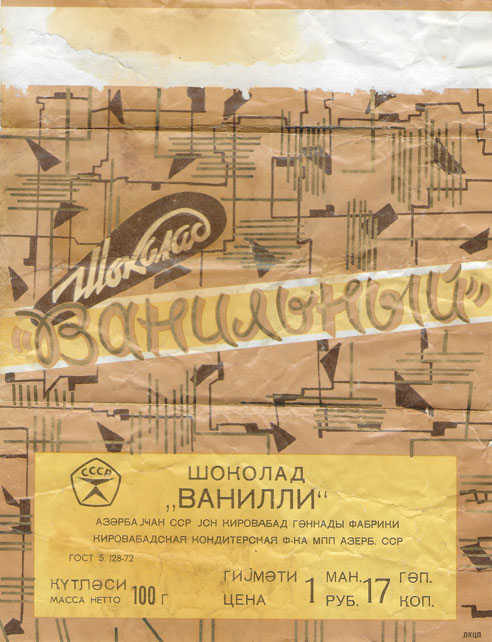 Шоколад
"Ванильный"
СССР
ШОКОЛАД
„ВАНИЛЛИ“
АЗӘРБАЈҸАН ССР ЈСН КИРОВАБАД ГӘННАДЫ ФАБРИКИ
КИРОВАБАДСКАЯ КОНДИТЕРСКАЯ Ф-КА МПП АЗЕРБ. ССР
ГОСТ 5. 128-72
КҮТЛӘСИ
МАССА НЕТТО 100 Г
ГИЈМӘТИ 1 МАН. 17 ГӘП.
ЦЕНА РУБ. КОП.
ЛКЦП